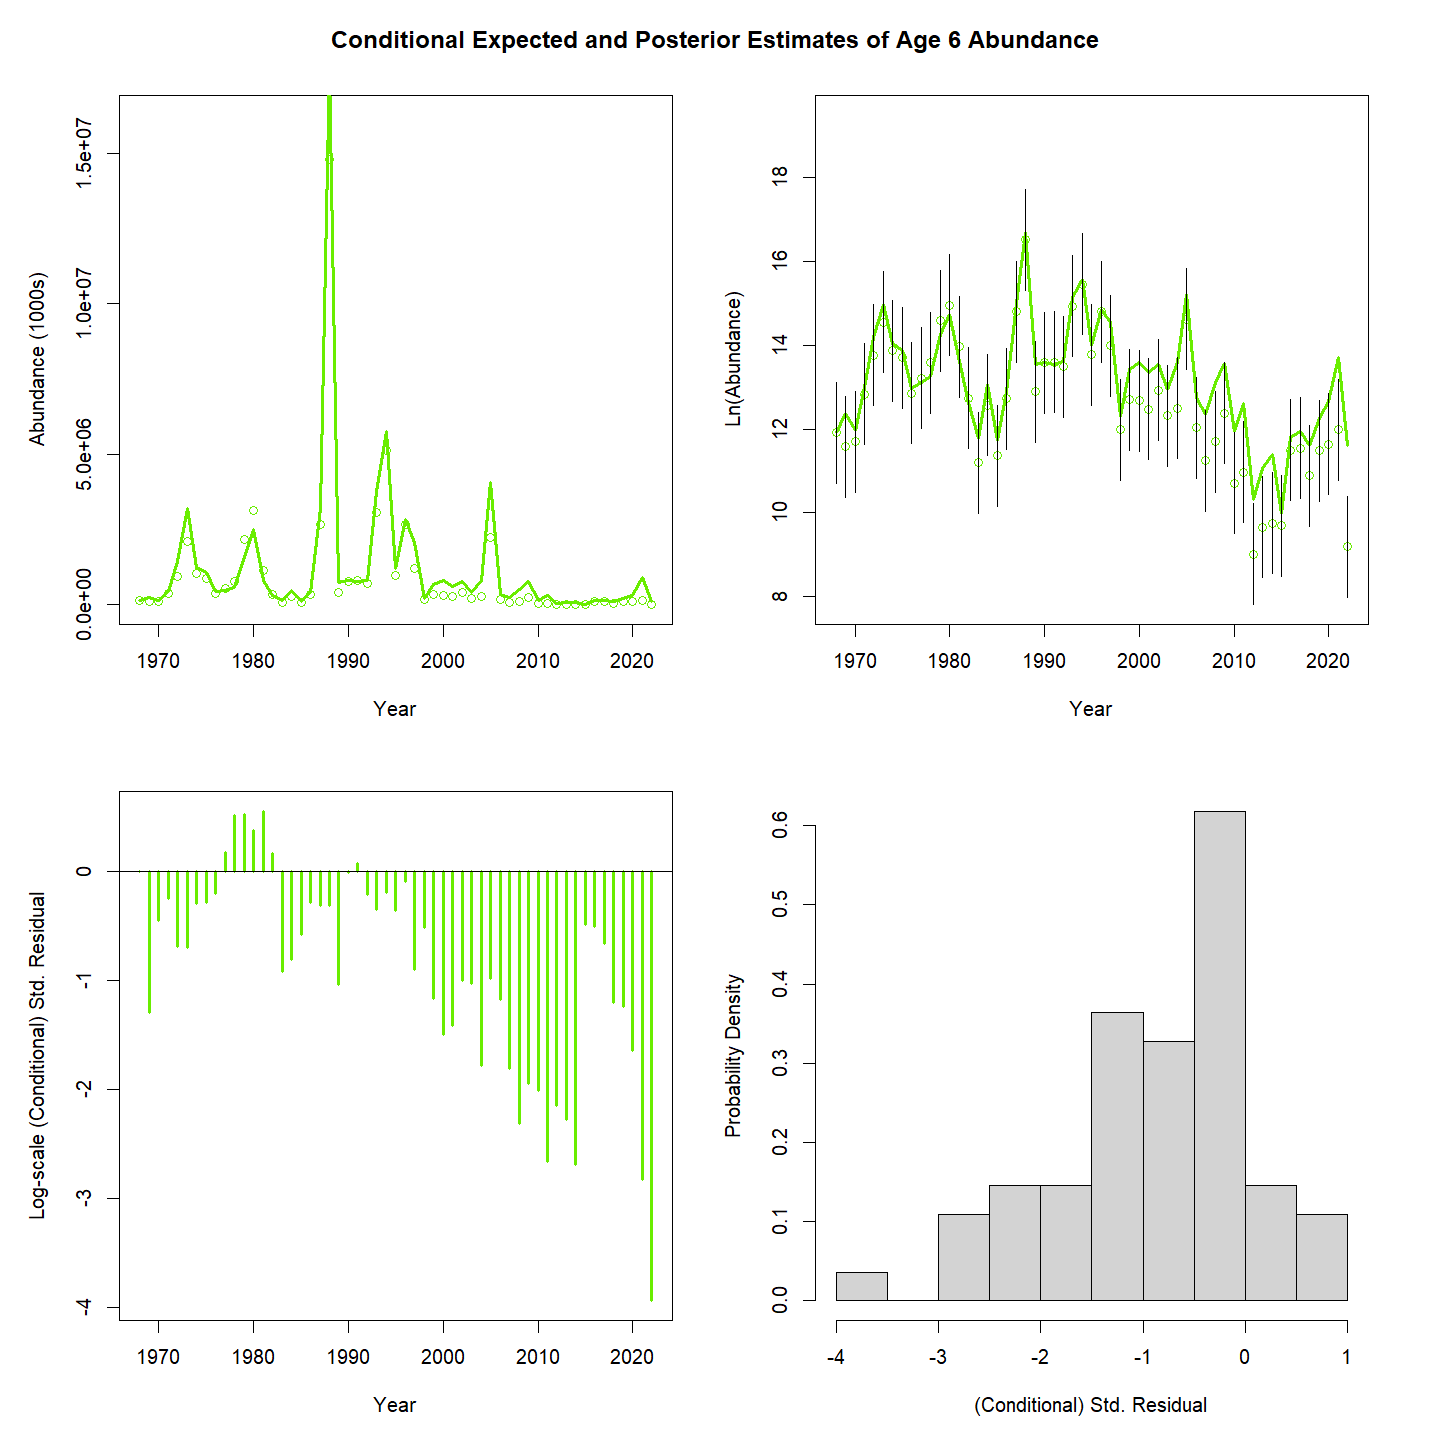 Conditional Expected and Posterior Estimates of Age 6 Abundance
Abundance (1000s)
0.0e+00 5.0e+06 1.0e+07 1.5e+07
1970 1980 1990 2000 2010 2020
Year
Ln(Abundance)
8 10 12 14 16 18
1970 1980 1990 2000 2010 2020
Year
Log-scale (Conditional) Std. Residual
-4 -3 -2 -1 0
1970 1980 1990 2000 2010 2020
Year
Probability Density
0.0 0.1 0.2 0.3 0.4 0.5 0.6
-4 -3 -2 -1 0 1
(Conditional) Std. Residual